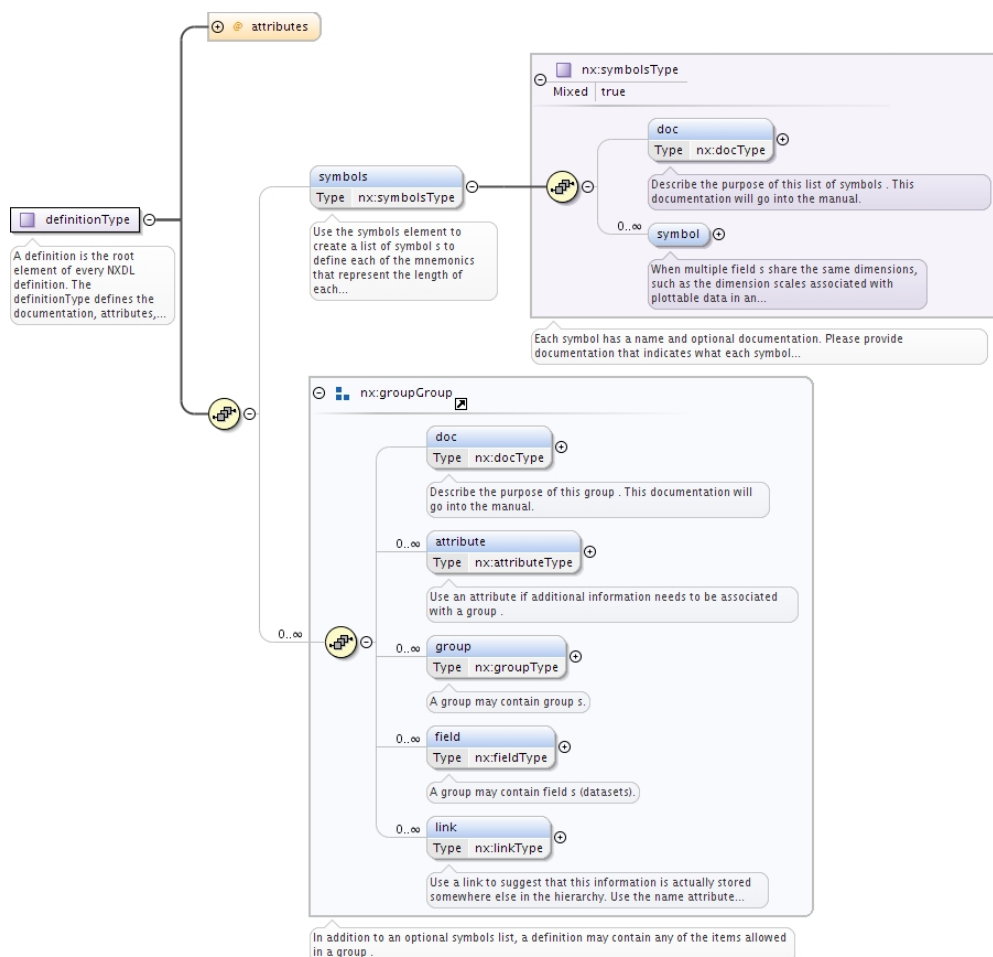 @ attributes
definitionType
A definition is the root
element of every NXDL
definition. The
definitionType defines the
documentation, attributes,...
symbols
Type nx:symbolsType
Use the symbols element to
create a list of symbol s to
define each of the mnemonics
that represent the length of
each...
nx:symbolsType
Mixed true
doc
Type nx:docType
Describe the purpose of this list of symbols . This
documentation will go into the manual.
0..∞
symbol
When multiple field s share the same dimensions,
such as the dimension scales associated with
plottable data in an...
Each symbol has a name and optional documentation. Please provide
documentation that indicates what each symbol...
0..∞
nx:groupGroup
doc
Type nx:docType
Describe the purpose of this group . This documentation will
go into the manual.
0..∞
attribute
Type nx:attributeType
Use an attribute if additional information needs to be associated
with a group .
0..∞
group
Type nx:groupType
A group may contain group s.
0..∞
field
Type nx:fieldType
A group may contain field s (datasets).
0..∞
link
Type nx:linkType
Use a link to suggest that this information is actually stored
somewhere else in the hierarchy. Use the name attribute...
In addition to an optional symbols list, a definition may contain any of the items allowed
in a group .